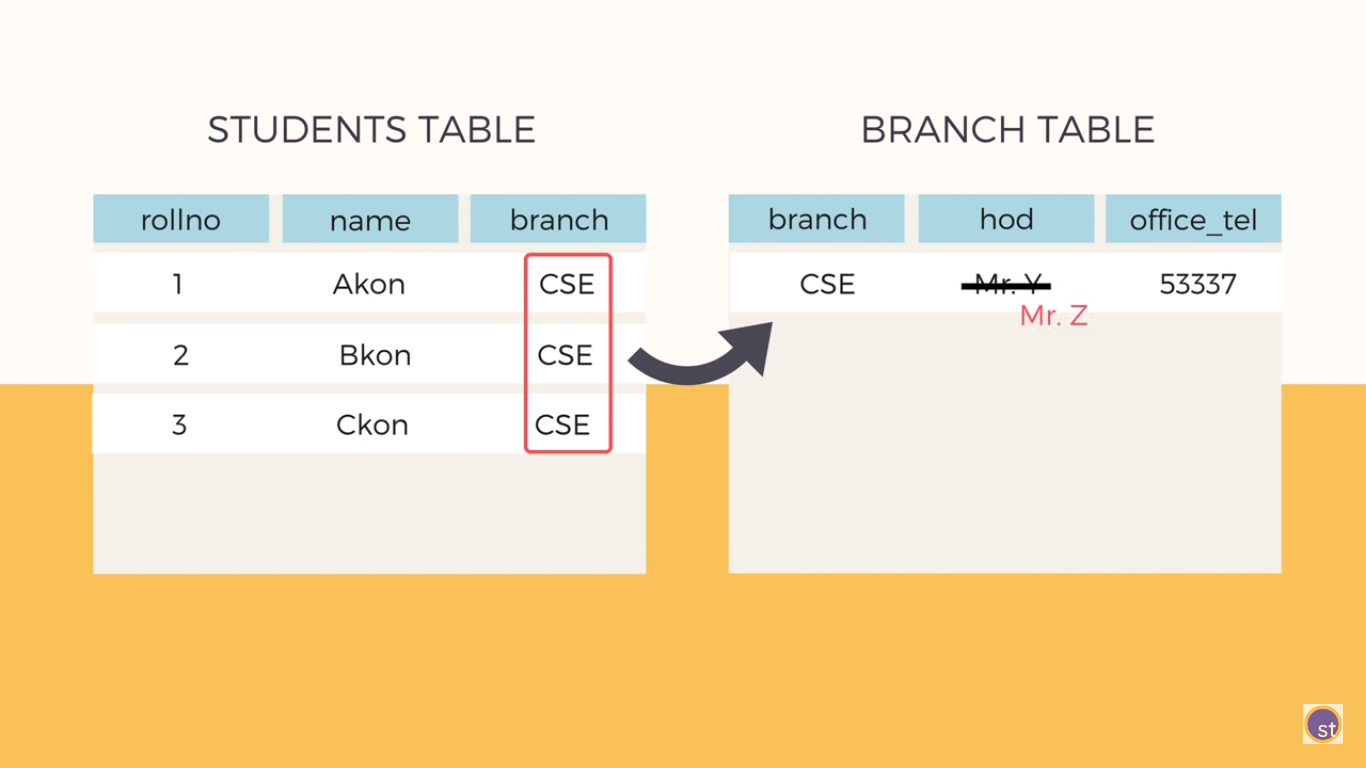 STUDENTS TABLE
BRANCH TABLE
rollno name branch
1 Akon CSE
2 Bkon CSE
3 Ckon CSE
branch hod office_tel
CSE Mr. Y 53337
Mr. Z
st